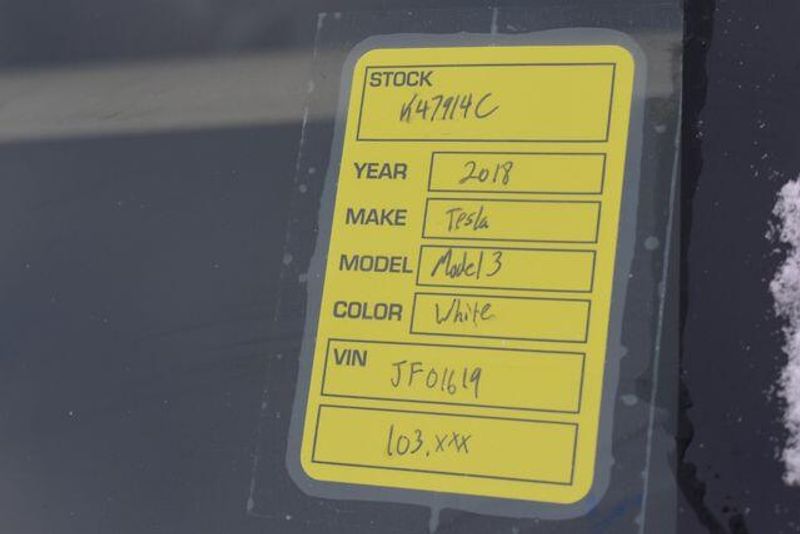 STOCK
K47914C
YEAR 2018
MAKE Tesla
MODEL Model 3
COLOR White
VIN JF01619
103.xxx